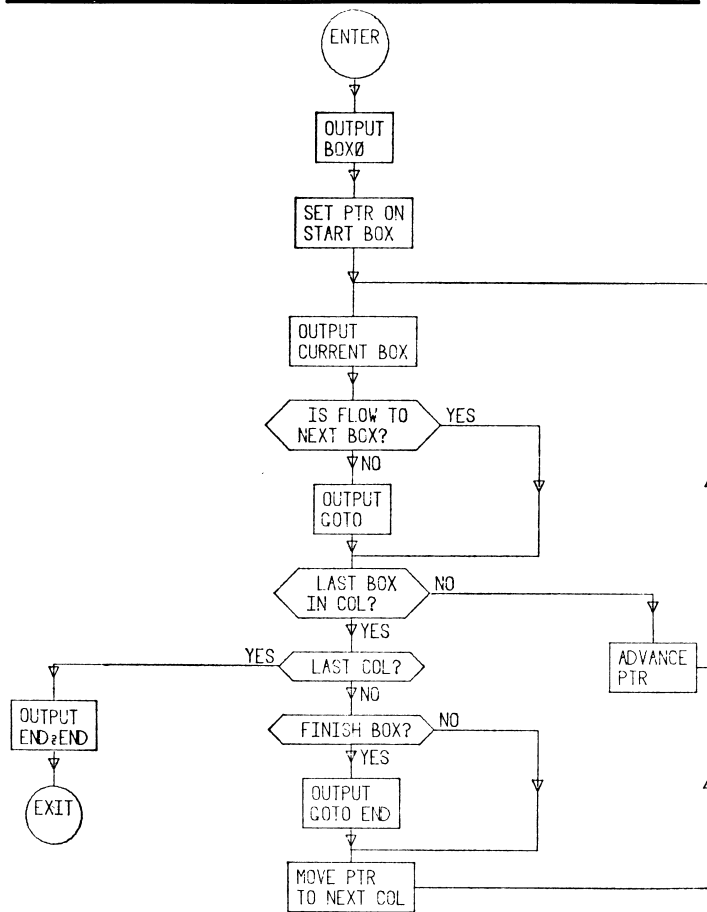 ENTER
OUTPUT
BOXØ
SET PTR ON
START BOX
OUTPUT
CURRENT BOX
IS FLOW TO
NEXT BOX?
YES
NO
OUTPUT
GOTO
LAST BOX
IN COL?
NO
YES
ADVANCE
PTR
YES
LAST COL?
NO
OUTPUT
END;END
FINISH BOX?
NO
YES
EXIT
OUTPUT
GOTO END
MOVE PTR
TO NEXT COL